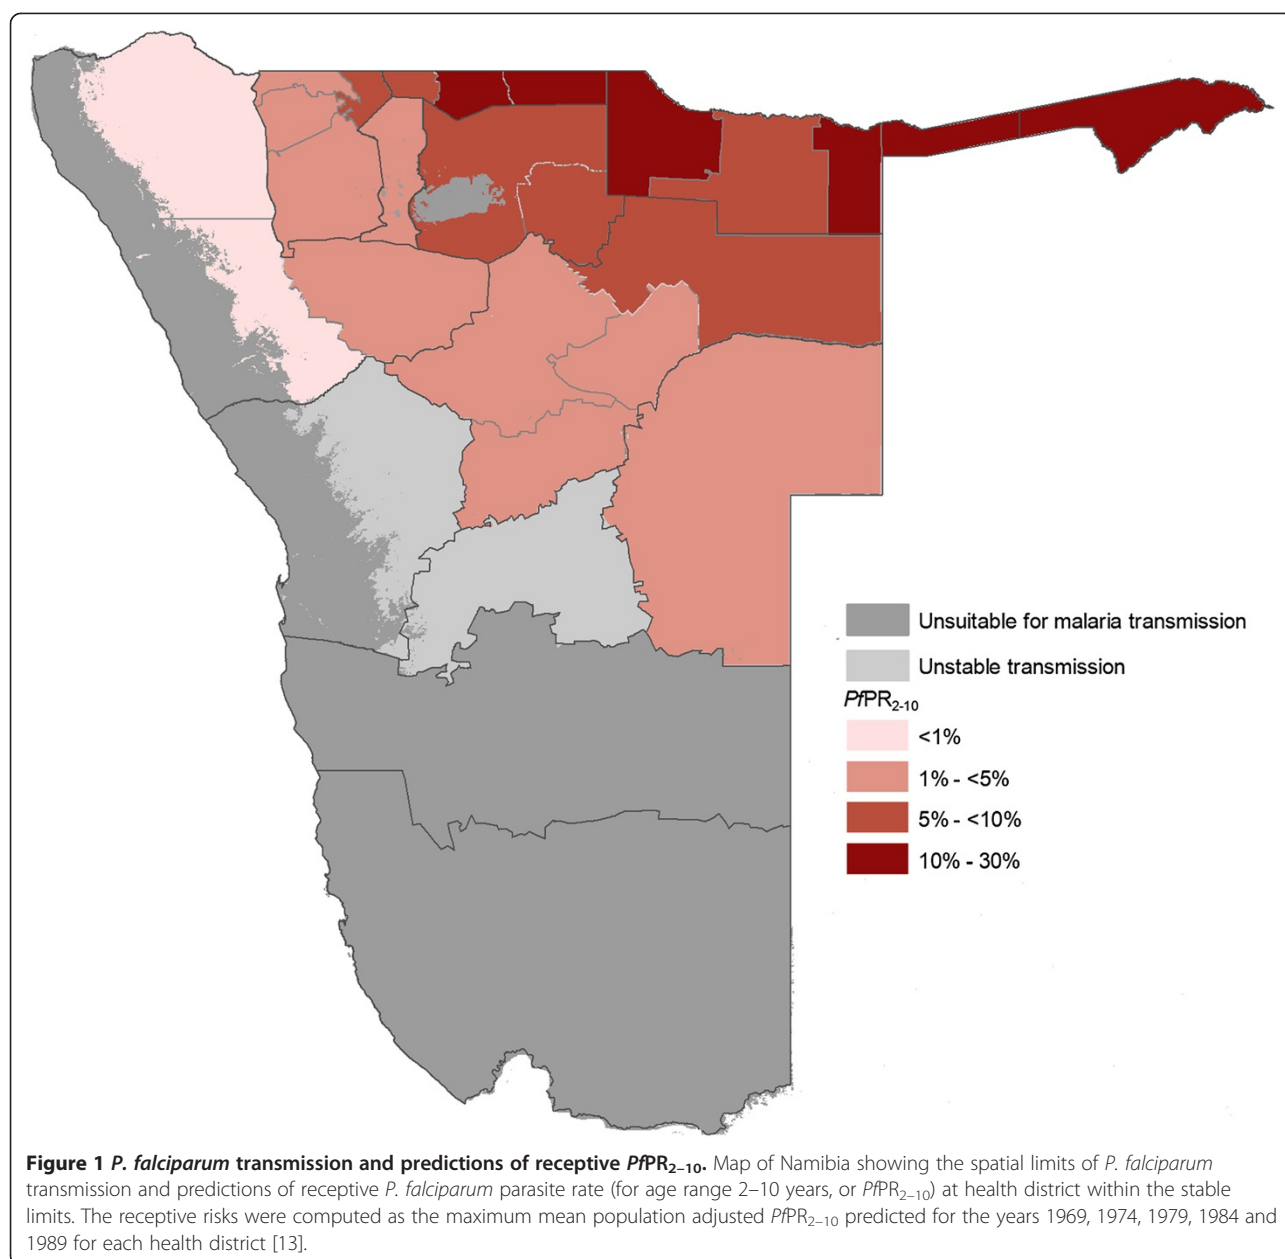 Unsuitable for malaria transmission
Unstable transmission
PfPR2-10
<1%
1% - <5%
5% - <10%
10% - 30%
Figure 1 P. falciparum transmission and predictions of receptive PfPR2–10. Map of Namibia showing the spatial limits of P. falciparum
transmission and predictions of receptive P. falciparum parasite rate (for age range 2–10 years, or PfPR2–10) at health district within the stable
limits. The receptive risks were computed as the maximum mean population adjusted PfPR2–10 predicted for the years 1969, 1974, 1979, 1984 and
1989 for each health district [13].